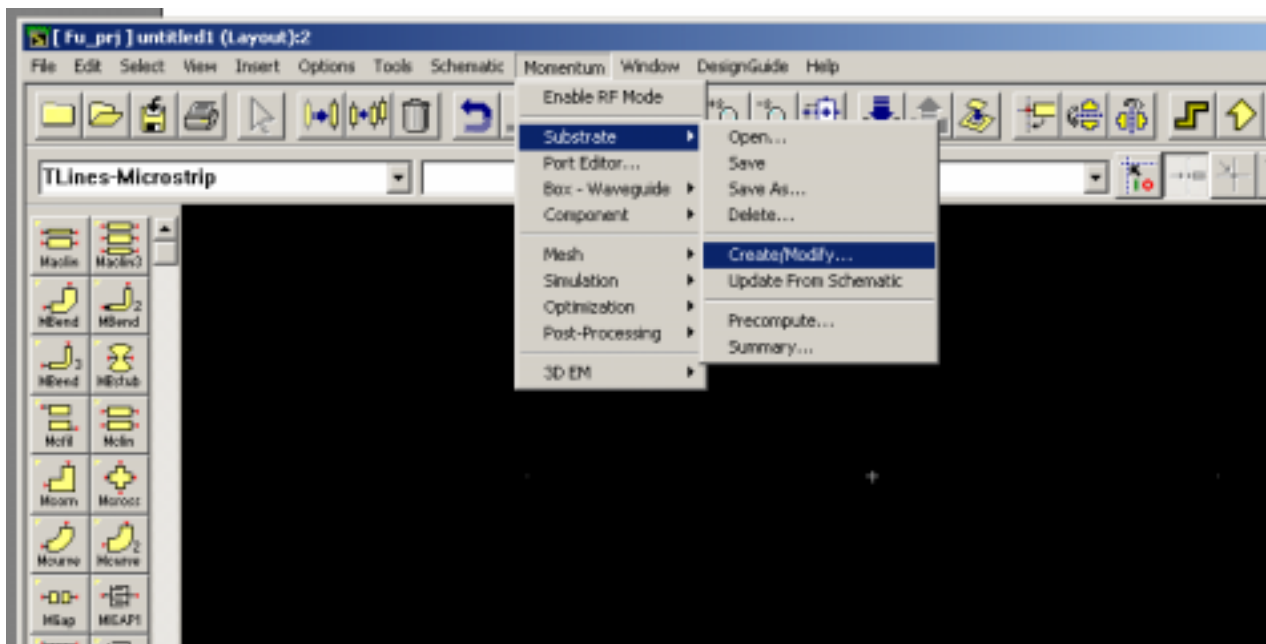 [ Fu_prj ] untitled1 (Layout):2
File Edit Select View Insert Options Tools Schematic Momentum Window DesignGuide Help
Enable RF Mode
Substrate
Port Editor...
Box - Waveguide
Component
Mesh
Simulation
Optimization
Post-Processing
3D EM
Open...
Save
Save As...
Delete...
Create/Modify...
Update From Schematic
Precompute...
Summary...
TLines-Microstrip
Maclin Maclin3
MBend MBend
MBend MBstub
Mcfil Mclin
Mcorn Mcross
Mcurve Mcurve
MGap MICAP1